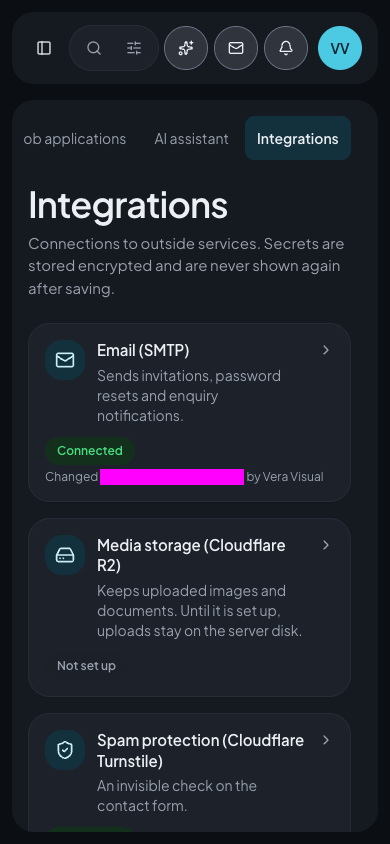 VV
ob applications AI assistant Integrations
Integrations
Connections to outside services. Secrets are
stored encrypted and are never shown again
after saving.
Email (SMTP)
Sends invitations, password
resets and enquiry
notifications.
Connected
Changed by Vera Visual
Media storage (Cloudflare
R2)
Keeps uploaded images and
documents. Until it is set up,
uploads stay on the server disk.
Not set up
Spam protection (Cloudflare
Turnstile)
An invisible check on the
contact form.